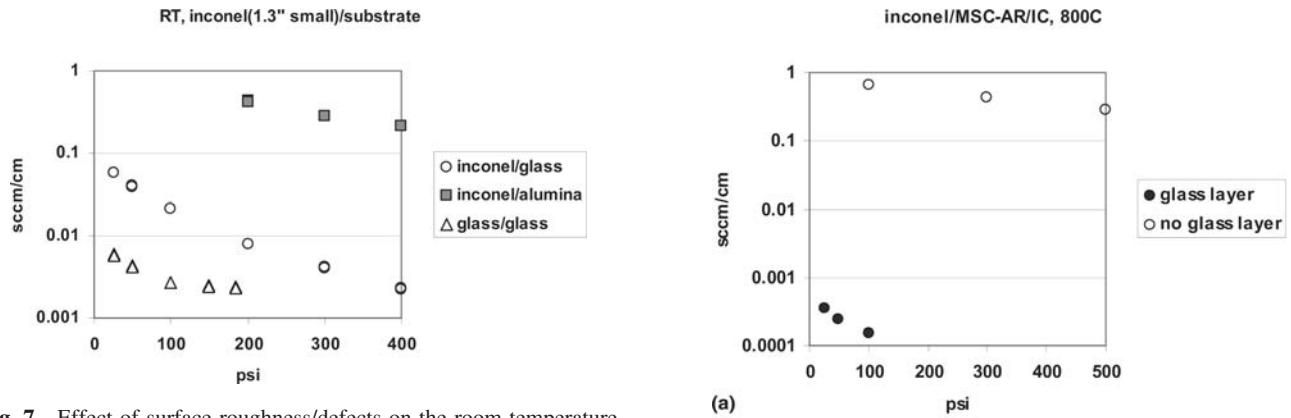 RT, inconel(1.3" small)/substrate
1
0.1
0.01
0.001
sccm/cm
0 100 200 300 400
psi
inconel/glass
inconel/alumina
glass/glass
g. 7 Effect of surface roughness/defects on the room temperature
inconel/MSC-AR/IC, 800C
1
0.1
0.01
0.001
0.0001
sccm/cm
0 100 200 300 400 500
psi
glass layer
no glass layer
(a)